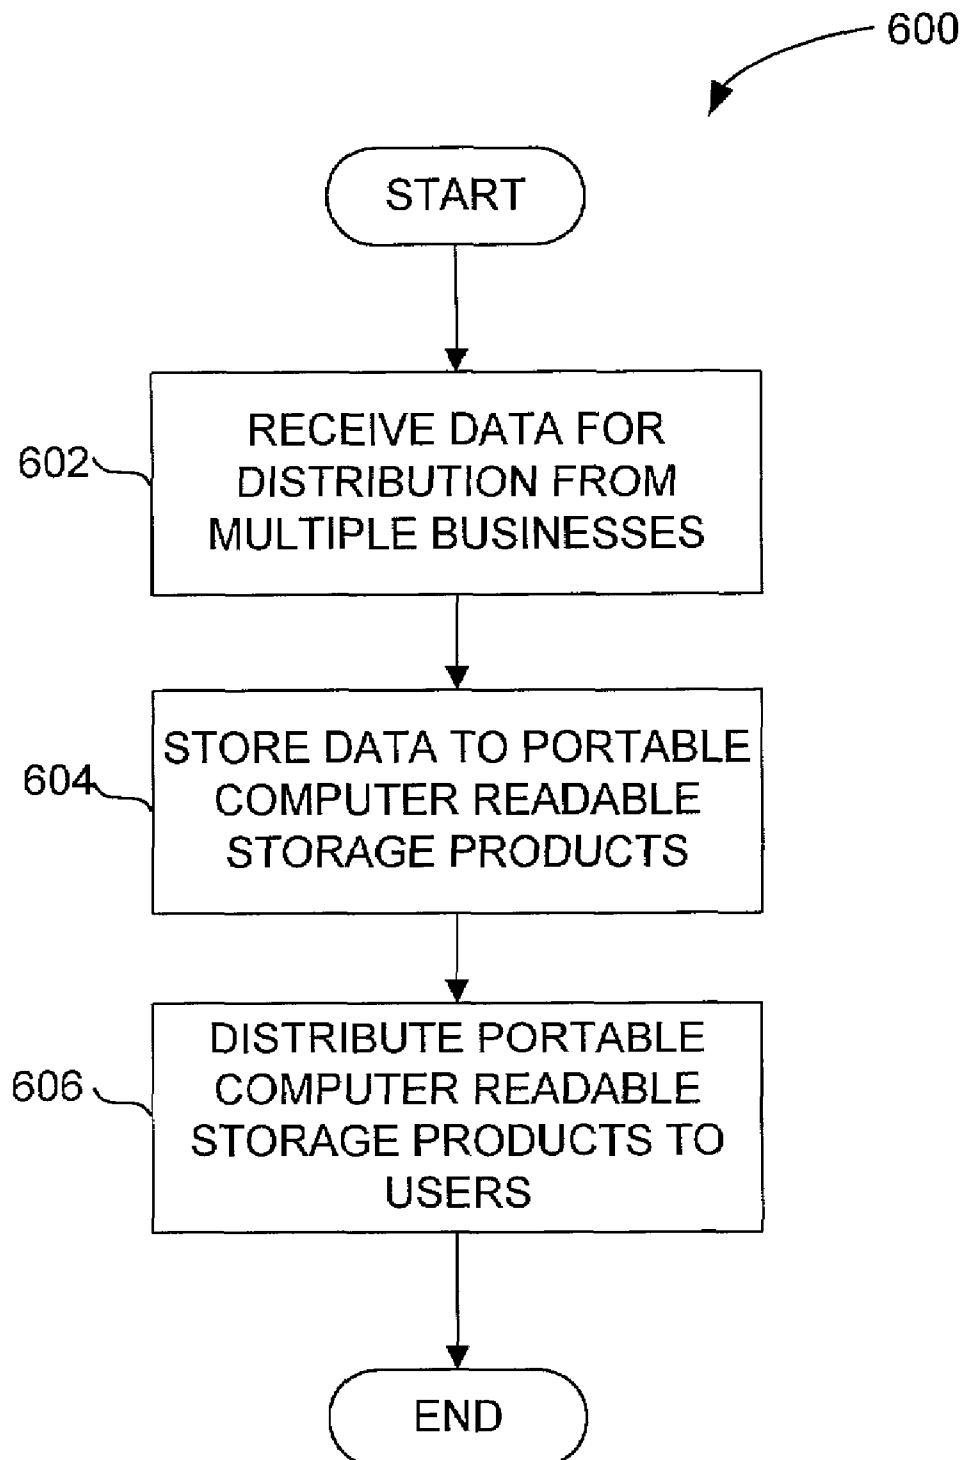 600
START
602
RECEIVE DATA FOR
DISTRIBUTION FROM
MULTIPLE BUSINESSES
604
STORE DATA TO PORTABLE
COMPUTER READABLE
STORAGE PRODUCTS
606
DISTRIBUTE PORTABLE
COMPUTER READABLE
STORAGE PRODUCTS TO
USERS
END